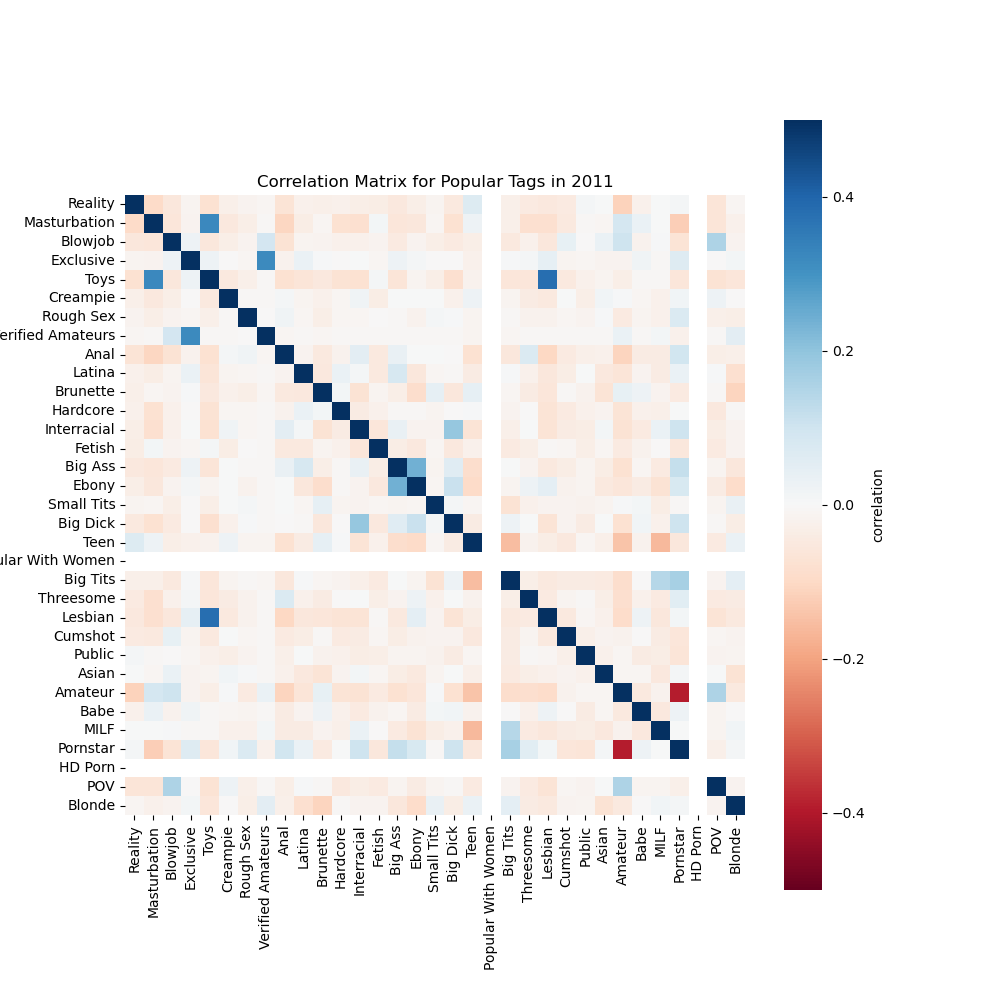 Correlation Matrix for Popular Tags in 2011
Reality
Masturbation
Blowjob
Exclusive
Toys
Creampie
Rough Sex
erified Amateurs
Anal
Latina
Brunette
Hardcore
Interracial
Fetish
Big Ass
Ebony
Small Tits
Big Dick
Teen
ular With Women
Big Tits
Threesome
Lesbian
Cumshot
Public
Asian
Amateur
Babe
MILF
Pornstar
HD Porn
POV
Blonde
Reality
Masturbation
Blowjob
Exclusive
Toys
Creampie
Rough Sex
Verified Amateurs
Anal
Latina
Brunette
Hardcore
Interracial
Fetish
Big Ass
Ebony
Small Tits
Big Dick
Teen
Popular With Women
Big Tits
Threesome
Lesbian
Cumshot
Public
Asian
Amateur
Babe
MILF
Pornstar
HD Porn
POV
Blonde
0.4
0.2
0.0
−0.2
−0.4
correlation